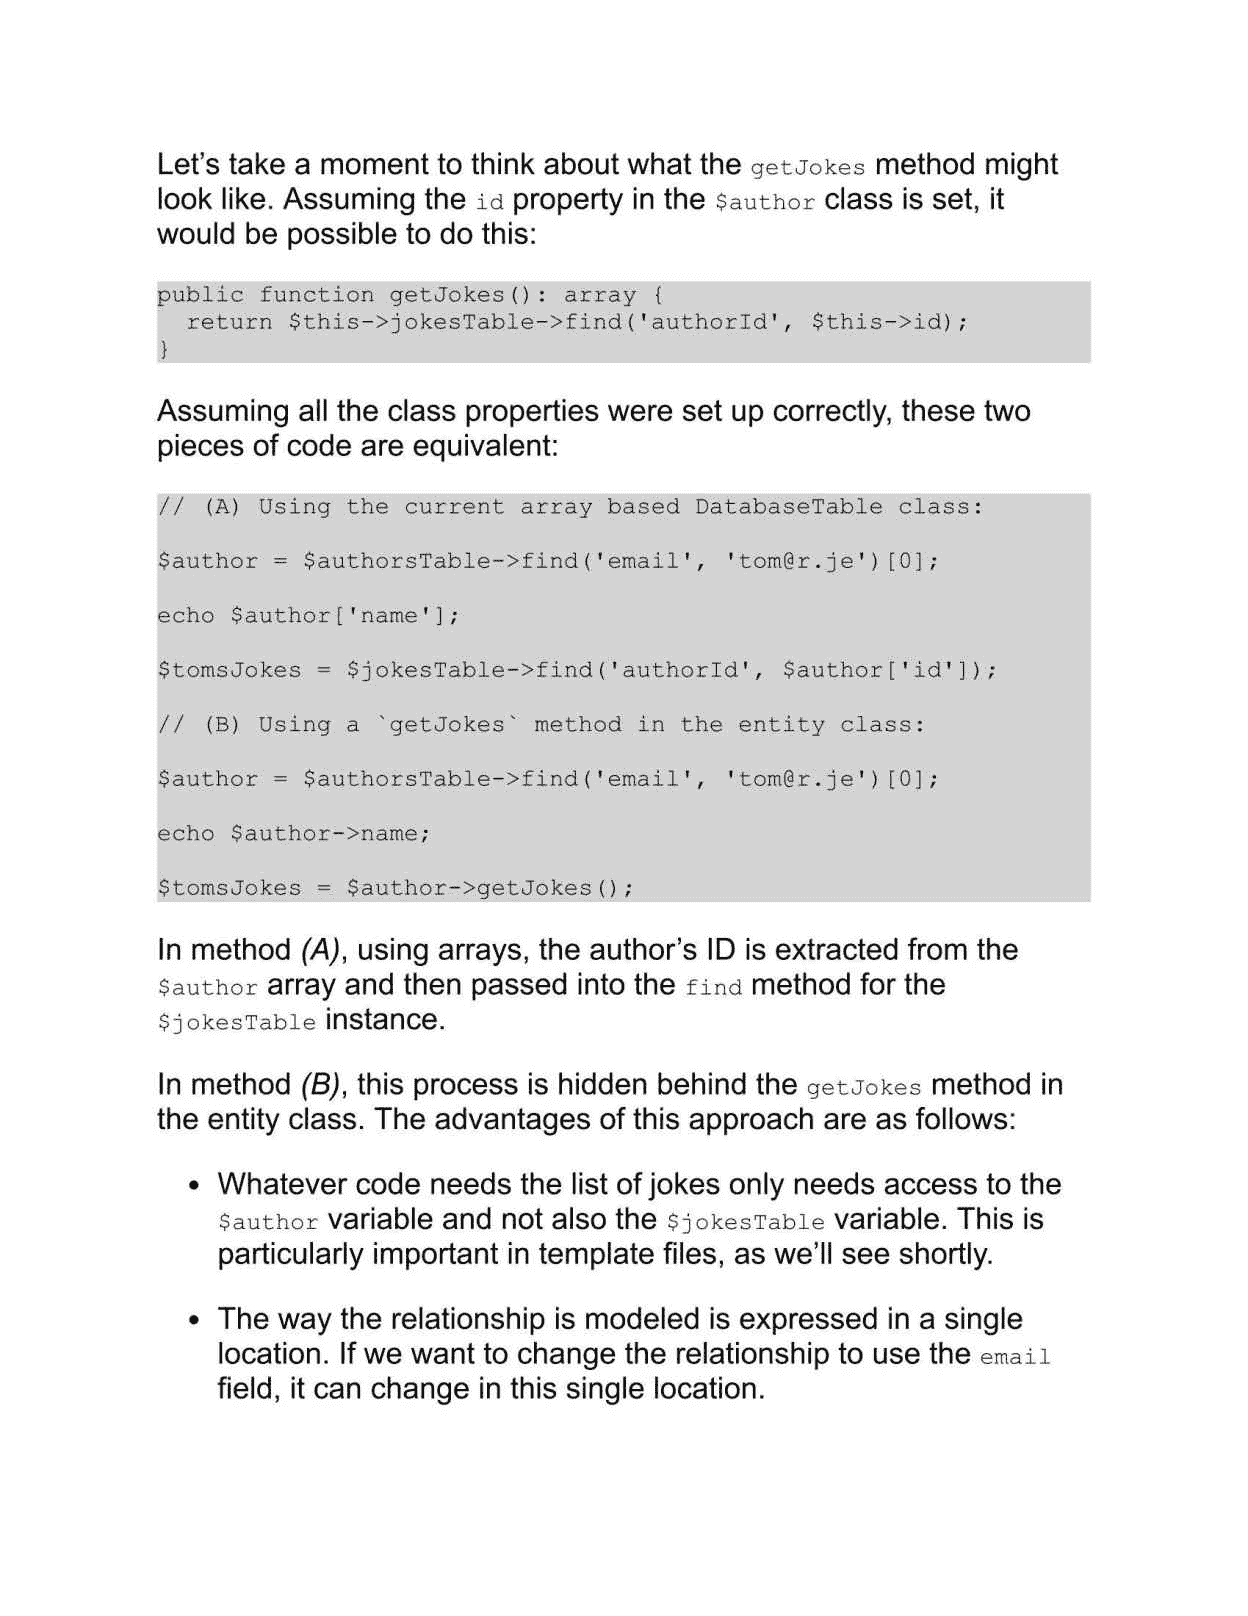 Let’s take a moment to think about what the getJokes method might
look like. Assuming the id property in the $author class is set, it
would be possible to do this:
public function getJokes(): array {
  return $this->jokesTable->find('authorId', $this->id);
}
Assuming all the class properties were set up correctly, these two
pieces of code are equivalent:
// (A) Using the current array based DatabaseTable class:
$author = $authorsTable->find('email', 'tom@r.je')[0];
echo $author['name'];
$tomsJokes = $jokesTable->find('authorId', $author['id']);
// (B) Using a `getJokes` method in the entity class:
$author = $authorsTable->find('email', 'tom@r.je')[0];
echo $author->name;
$tomsJokes = $author->getJokes();
In method (A), using arrays, the author’s ID is extracted from the
$author array and then passed into the find method for the
$jokesTable instance.
In method (B), this process is hidden behind the getJokes method in
the entity class. The advantages of this approach are as follows:
• Whatever code needs the list of jokes only needs access to the
$author variable and not also the $jokesTable variable. This is
particularly important in template files, as we’ll see shortly.
• The way the relationship is modeled is expressed in a single
location. If we want to change the relationship to use the email
field, it can change in this single location.